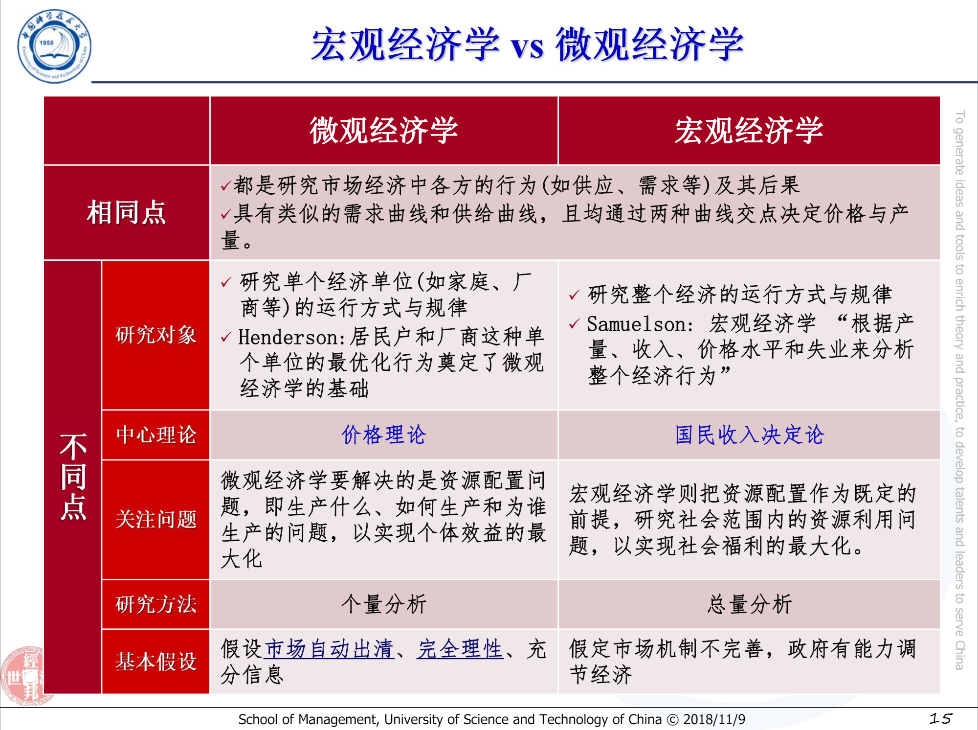 宏观经济学 vs 微观经济学
1958
微观经济学
宏观经济学
相同点
✓都是研究市场经济中各方的行为(如供应、需求等)及其后果
✓具有类似的需求曲线和供给曲线，且均通过两种曲线交点决定价格与产
量。
不同点
研究对象
✓ 研究单个经济单位(如家庭、厂
商等)的运行方式与规律
✓ Henderson:居民户和厂商这种单
个单位的最优化行为奠定了微观
经济学的基础
✓ 研究整个经济的运行方式与规律
✓ Samuelson: 宏观经济学 “根据产
量、收入、价格水平和失业来分析
整个经济行为”
中心理论
价格理论
国民收入决定论
关注问题
微观经济学要解决的是资源配置问
题，即生产什么、如何生产和为谁
生产的问题，以实现个体效益的最
大化
宏观经济学则把资源配置作为既定的
前提，研究社会范围内的资源利用问
题，以实现社会福利的最大化。
研究方法
个量分析
总量分析
基本假设
假设市场自动出清、完全理性、充
分信息
假定市场机制不完善，政府有能力调
节经济
To generate ideas and tools to enrich theory and practice, to develop talents and leaders to serve China
School of Management, University of Science and Technology of China © 2018/11/9
15